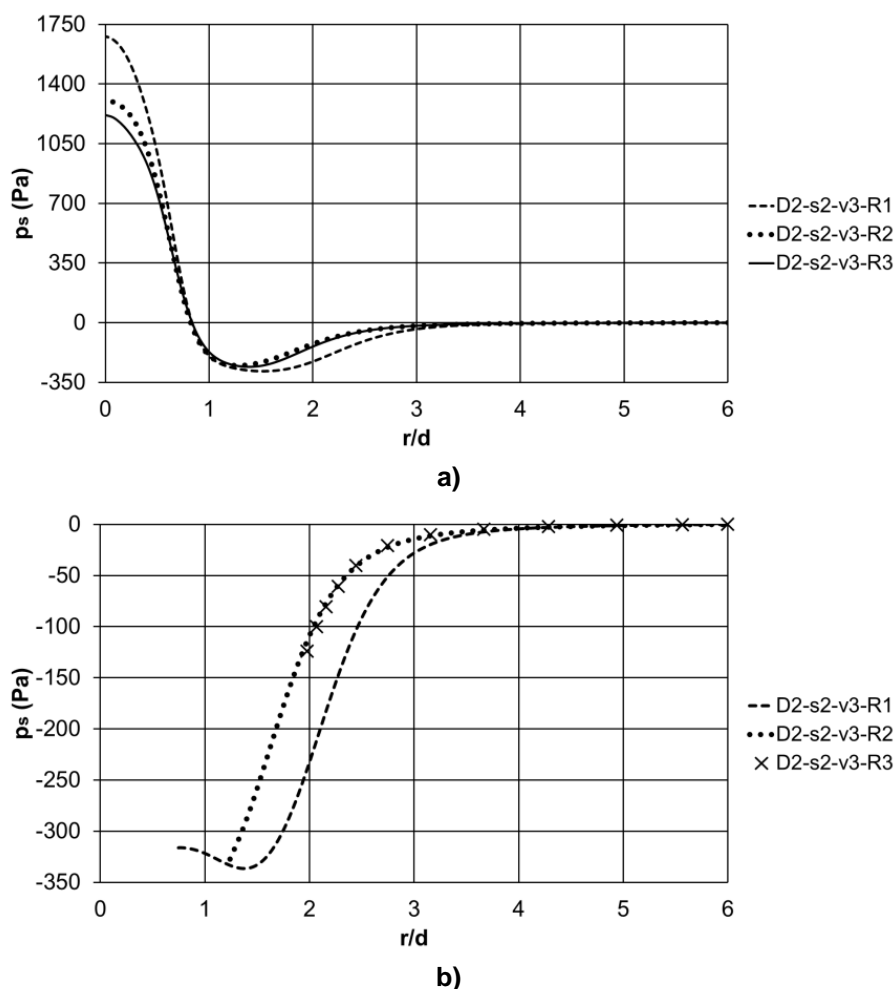 1750
1400
1050
700
350
0
-350
ps (Pa)
0 1 2 3 4 5 6
r/d
D2-s2-v3-R1
D2-s2-v3-R2
D2-s2-v3-R3
a)
0
-50
-100
-150
-200
-250
-300
-350
ps (Pa)
0 1 2 3 4 5 6
r/d
D2-s2-v3-R1
D2-s2-v3-R2
D2-s2-v3-R3
b)